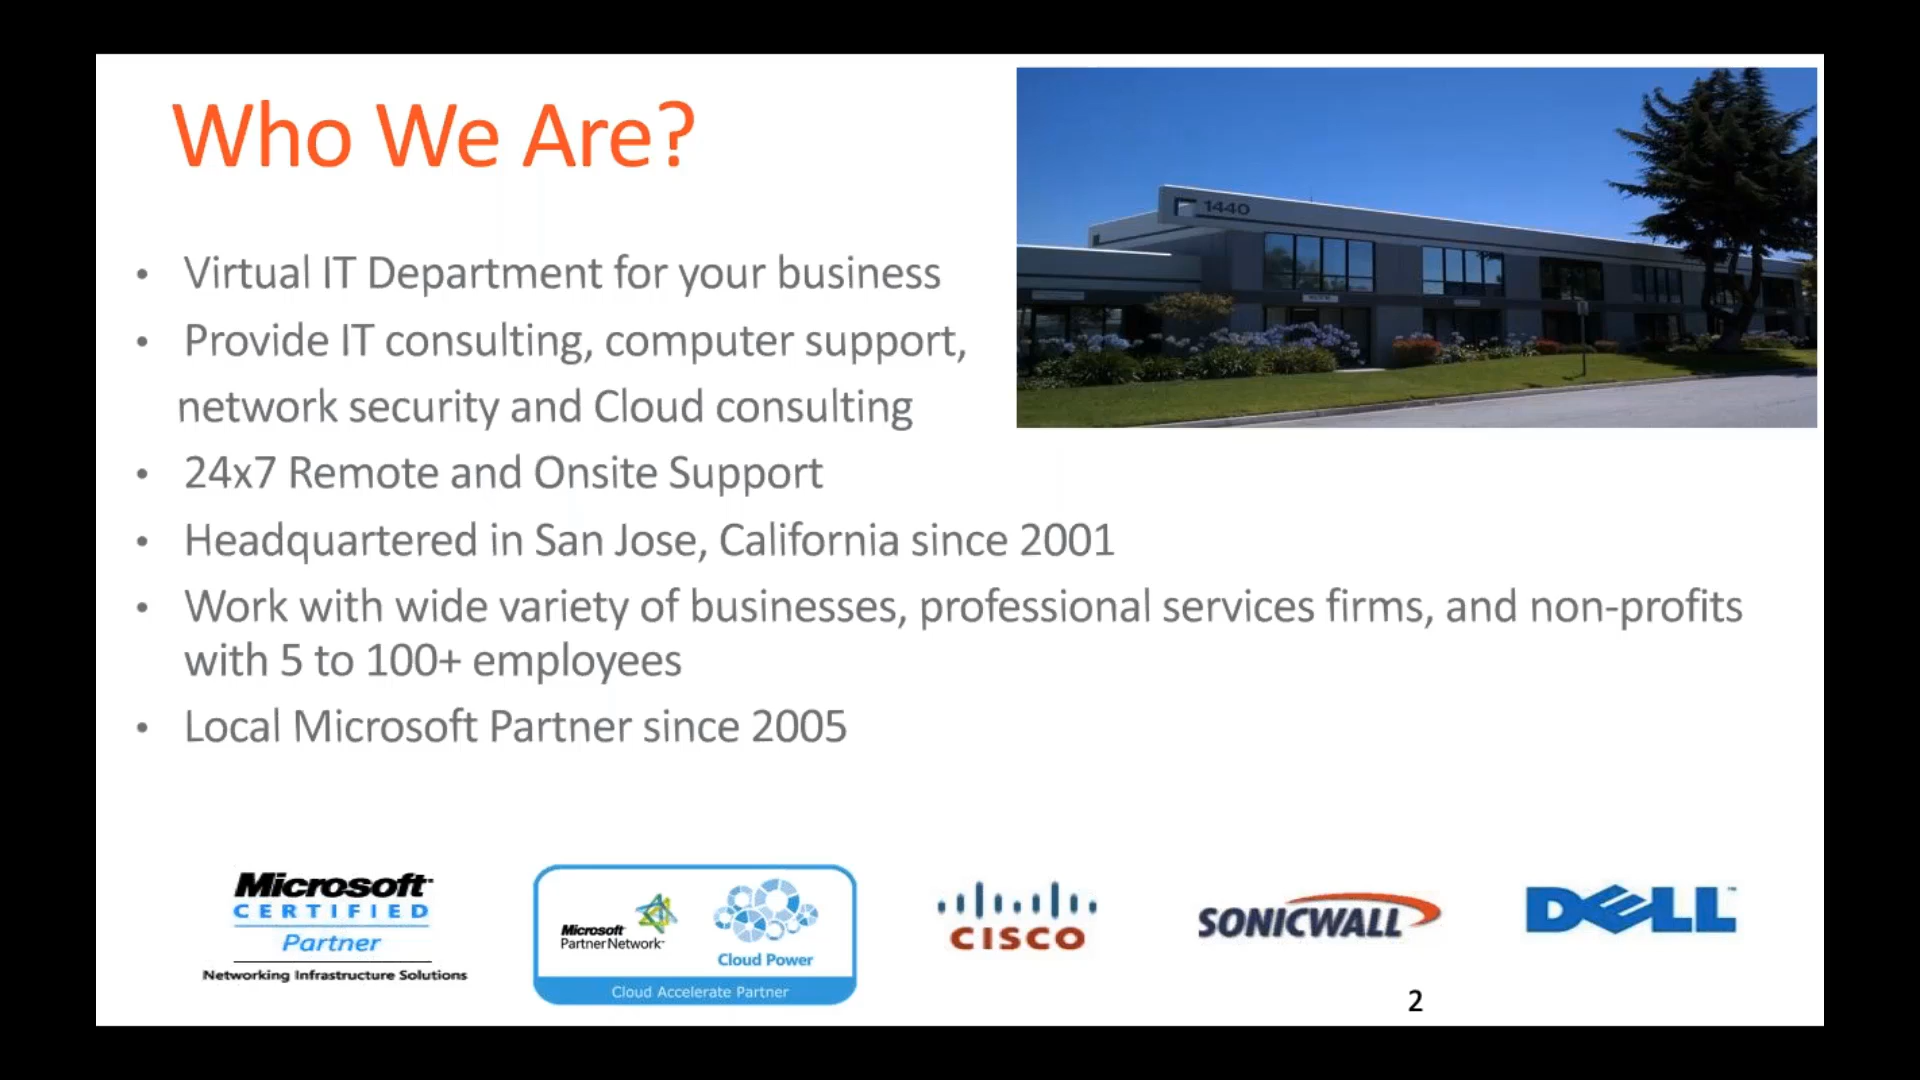 Who We Are?
1440
• Virtual IT Department for your business
• Provide IT consulting, computer support,
network security and Cloud consulting
• 24x7 Remote and Onsite Support
• Headquartered in San Jose, California since 2001
• Work with wide variety of businesses, professional services firms, and non-profits
with 5 to 100+ employees
• Local Microsoft Partner since 2005
Microsoft
CERTIFIED
Partner
Networking Infrastructure Solutions
Microsoft
Partner Network™
Cloud Power
Cloud Accelerate Partner
CISCO
SONICWALL
DELL™
2